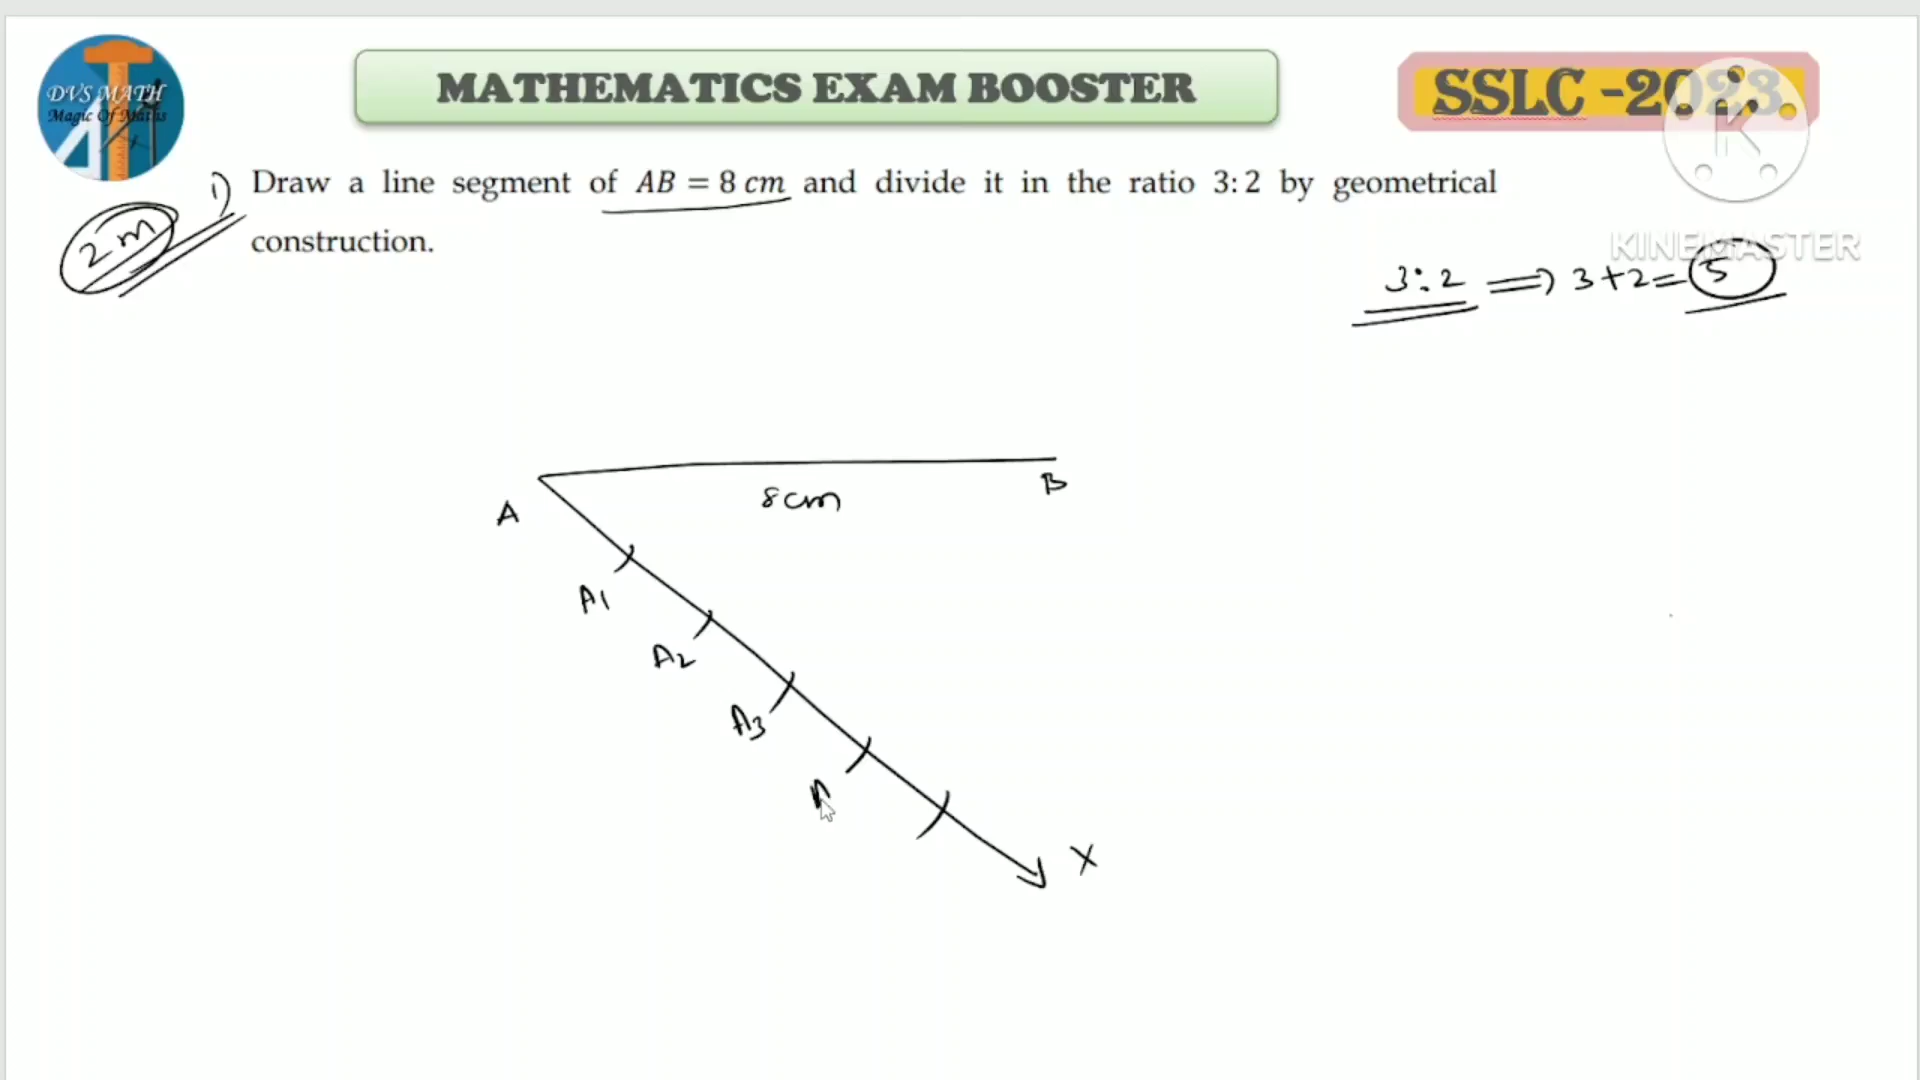 DVS MATH
Magic Of Maths
MATHEMATICS EXAM BOOSTER
SSLC -2023
KINEMASTER
1) Draw a line segment of AB = 8 cm and divide it in the ratio 3: 2 by geometrical
construction.
2m
3:2 ⟹ 3+2=5
A
B
8cm
A1
A2
A3
A
X